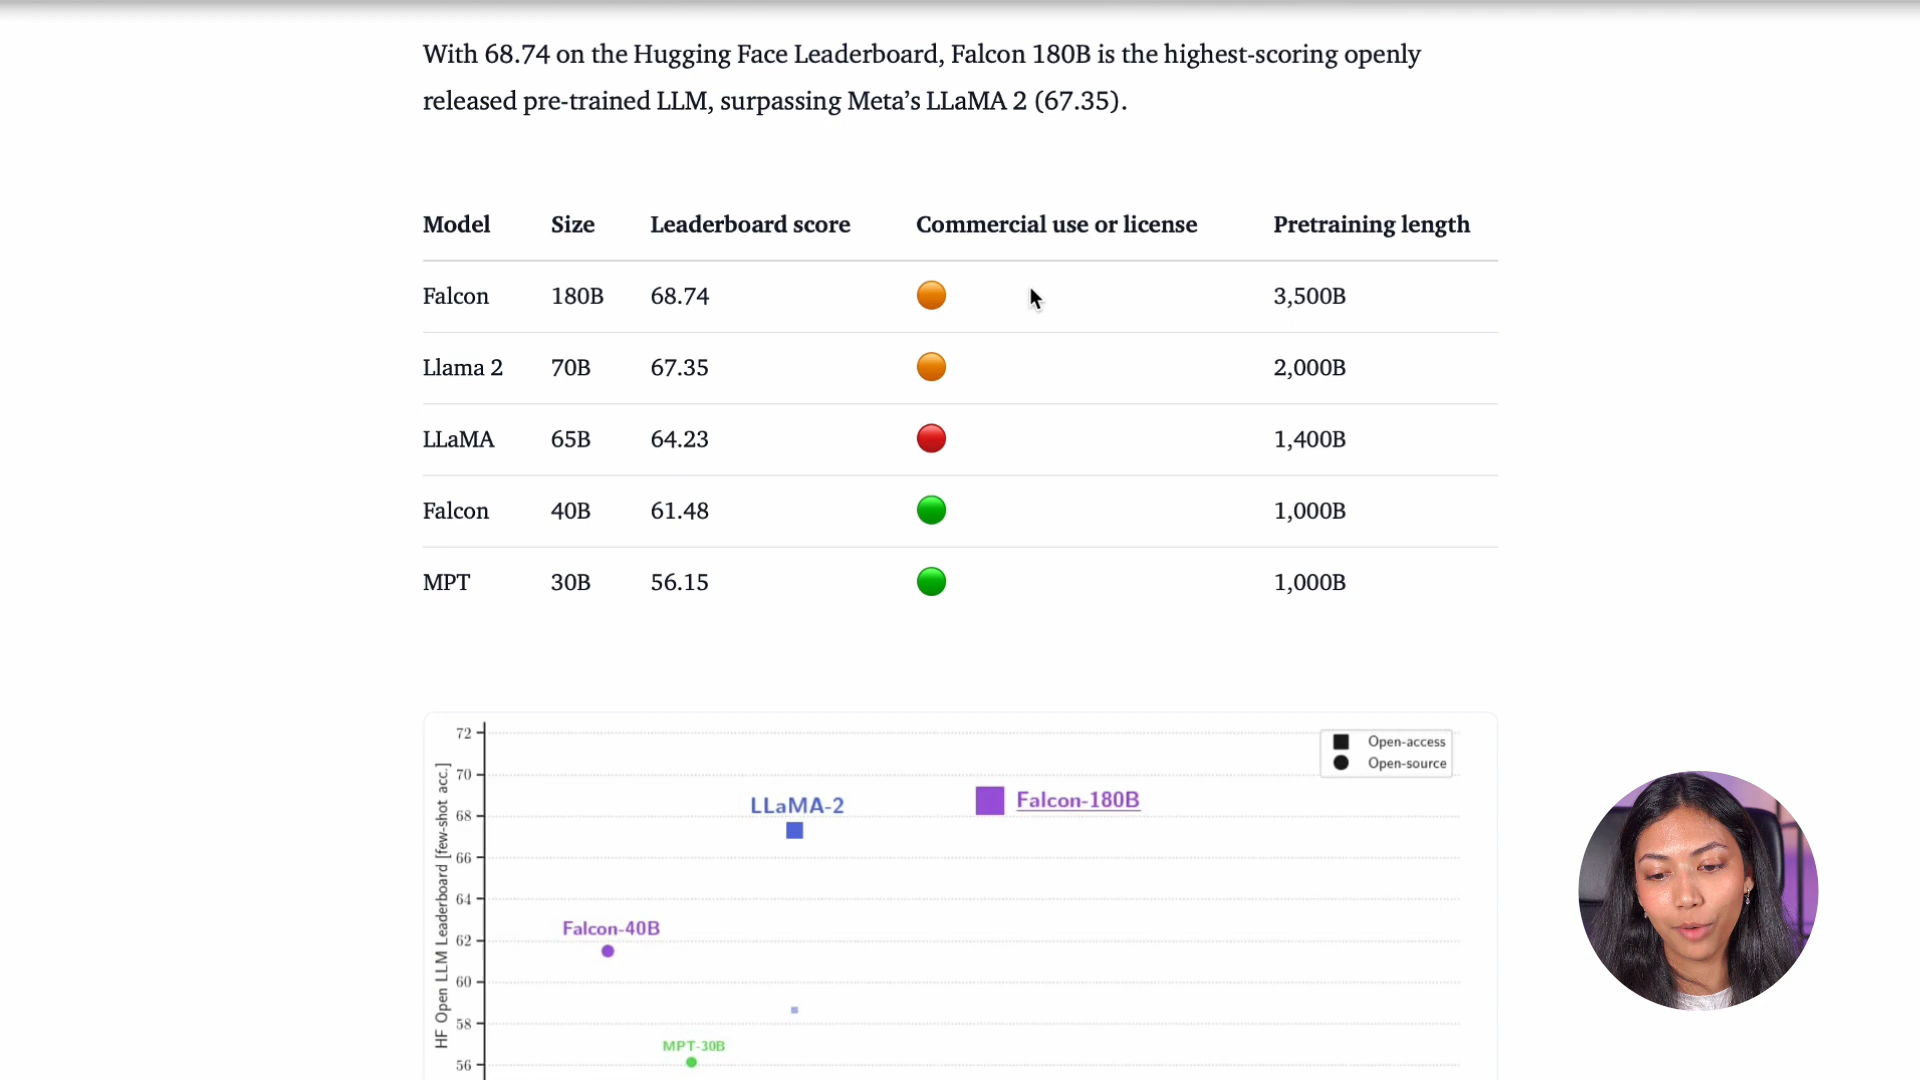 With 68.74 on the Hugging Face Leaderboard, Falcon 180B is the highest-scoring openly
released pre-trained LLM, surpassing Meta’s LLaMA 2 (67.35).
Model Size Leaderboard score Commercial use or license Pretraining length
Falcon 180B 68.74 3,500B
Llama 2 70B 67.35 2,000B
LLaMA 65B 64.23 1,400B
Falcon 40B 61.48 1,000B
MPT 30B 56.15 1,000B
HF Open LLM Leaderboard [few-shot acc.]
72
70
68
66
64
62
60
58
56
Open-access
Open-source
LLaMA-2
Falcon-180B
Falcon-40B
MPT-30B